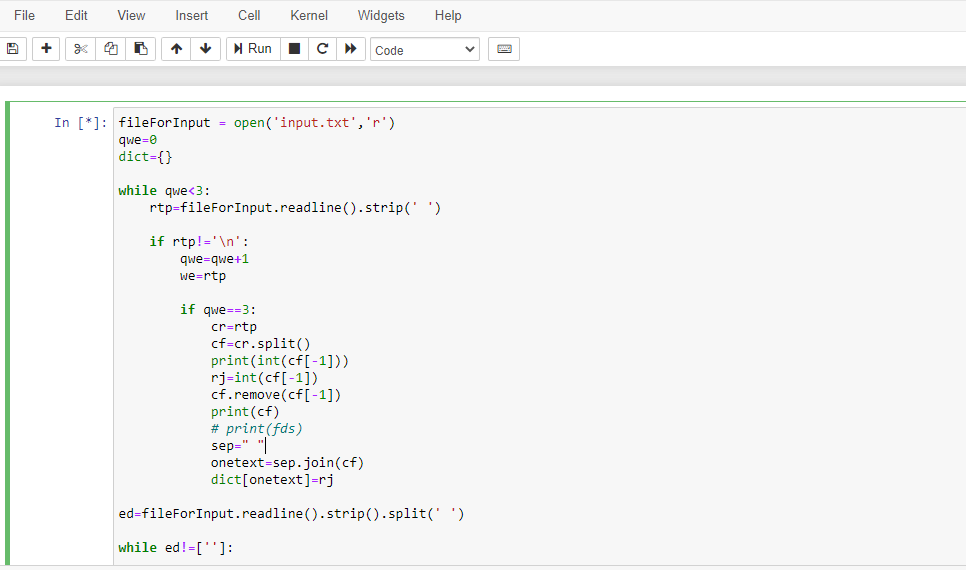 File Edit View Insert Cell Kernel Widgets Help
Run Code
In [*]:
fileForInput = open('input.txt','r')
qwe=0
dict={}
while qwe<3:
    rtp=fileForInput.readline().strip(' ')
    if rtp!='\n':
        qwe=qwe+1
        we=rtp
        if qwe==3:
            cr=rtp
            cf=cr.split()
            print(int(cf[-1]))
            rj=int(cf[-1])
            cf.remove(cf[-1])
            print(cf)
            # print(fds)
            sep=" "
            onetext=sep.join(cf)
            dict[onetext]=rj
ed=fileForInput.readline().strip().split(' ')
while ed!=['']: